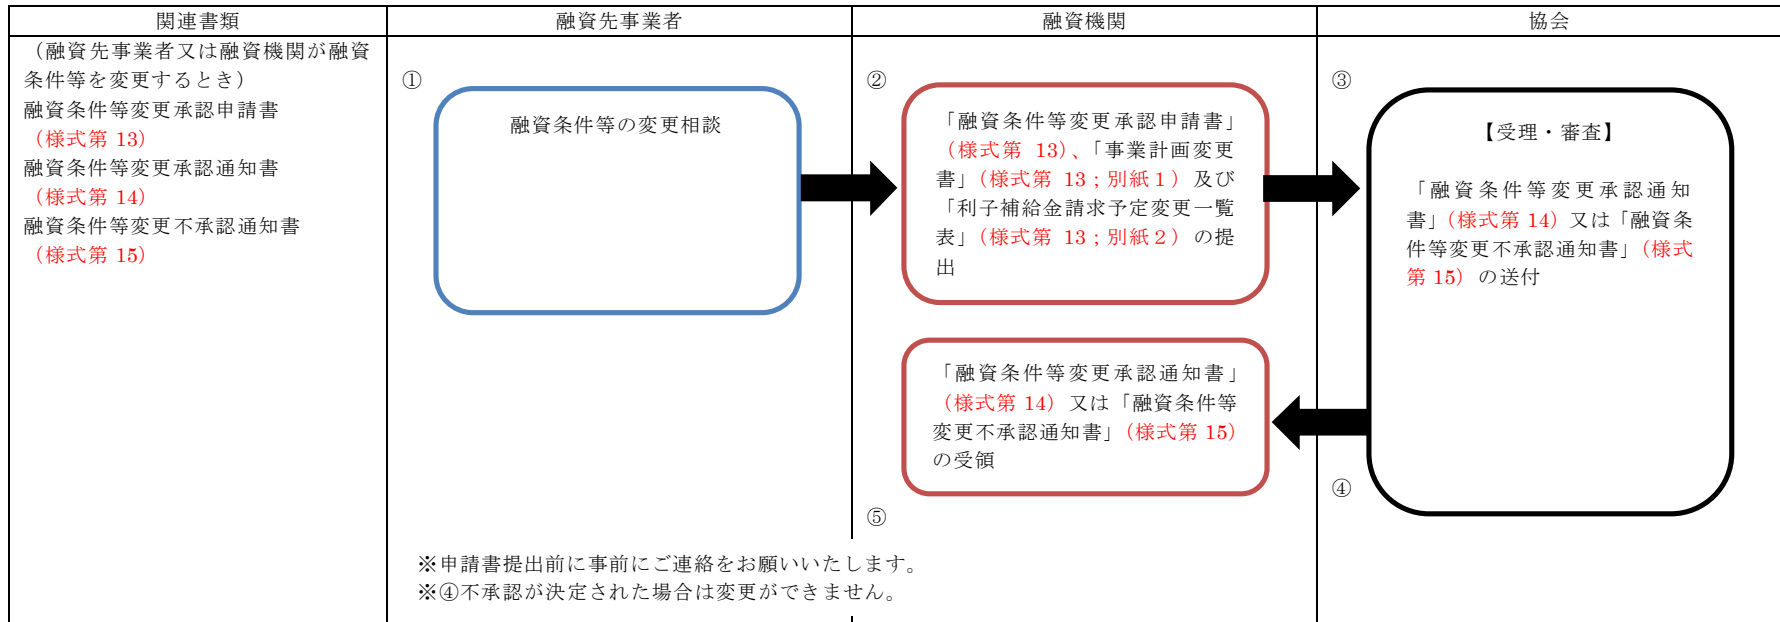 関連書類
融資先事業者
融資機関
協会
（融資先事業者又は融資機関が融資
条件等を変更するとき）
融資条件等変更承認申請書
（様式第 13）
融資条件等変更承認通知書
（様式第 14）
融資条件等変更不承認通知書
（様式第 15）
①
融資条件等の変更相談
②
「融資条件等変更承認申請書」
（様式第 13）、「事業計画変更
書」（様式第 13；別紙１）及び
「利子補給金請求予定変更一覧
表」（様式第 13；別紙２）の提
出
③
【受理・審査】
「融資条件等変更承認通知
書」（様式第 14）又は「融資条
件等変更不承認通知書」（様式
第 15）の送付
④
「融資条件等変更承認通知書」
（様式第 14）又は「融資条件等
変更不承認通知書」（様式第 15）
の受領
⑤
※申請書提出前に事前にご連絡をお願いいたします。
※④不承認が決定された場合は変更ができません。